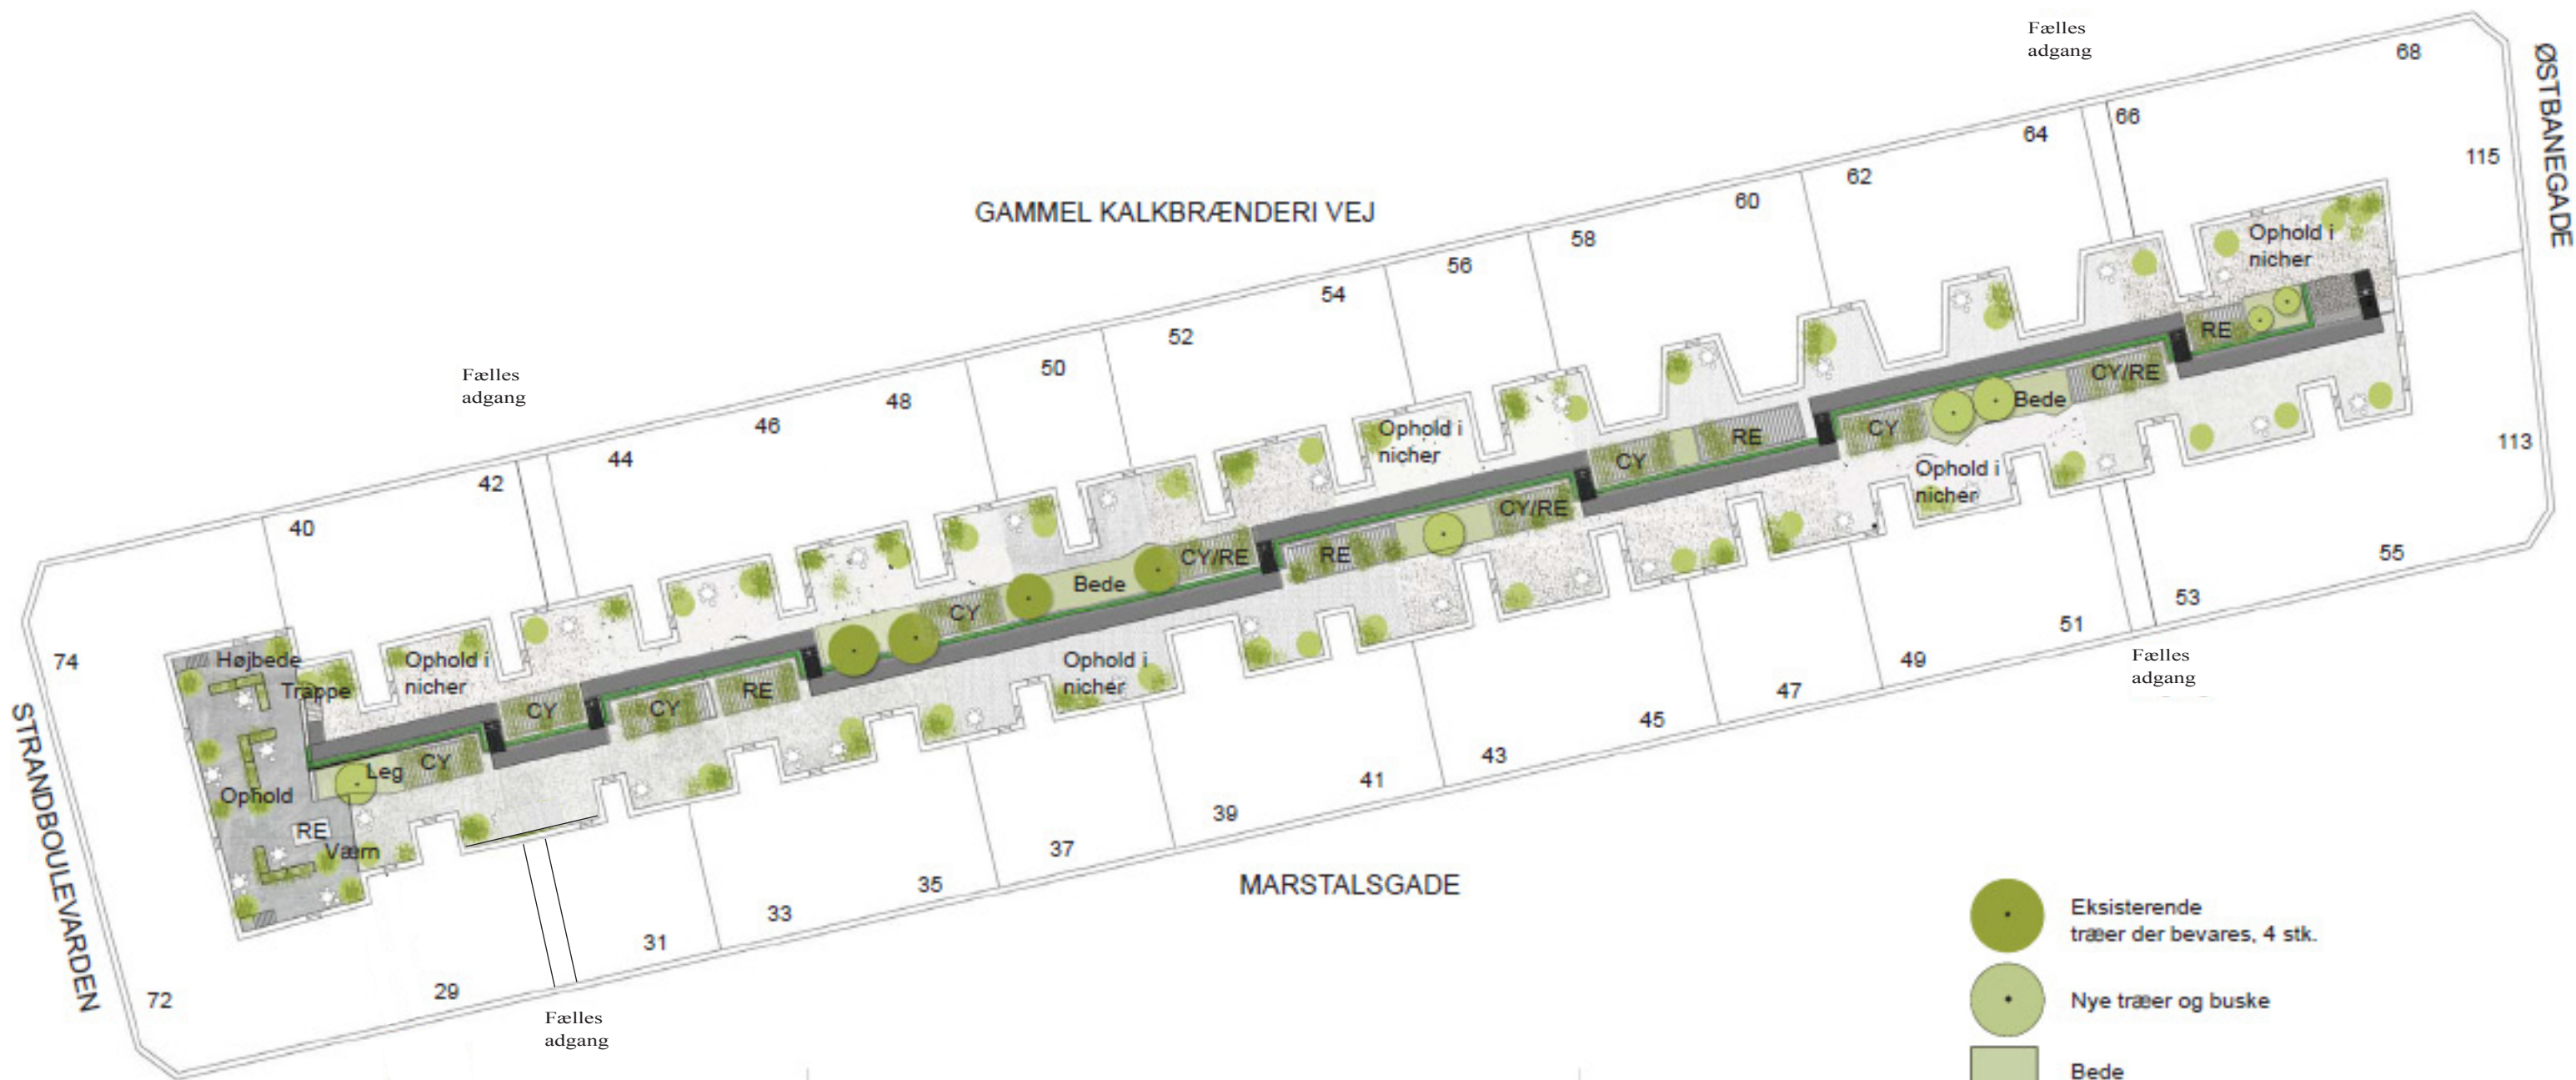 Fælles
adgang
68
ØSTBANEGADE
66
64
115
62
60
GAMMEL KALKBRÆNDERI VEJ
58
56
54
52
50
48
46
44
42
40
Fælles
adgang
Ophold i
nicher
RE
CY/RE
Bede
CY
Ophold i
nicher
113
Ophold i
nicher
RE
CY
CY/RE
RE
CY/RE
Bede
CY
55
53
51
49
47
45
43
41
39
37
35
33
31
29
Fælles
adgang
Ophold i
nicher
74
Højbede
Trappe
Ophold i
nicher
RE
CY
CY
Leg
CY
Ophold
RE
Værn
STRANDBOULEVARDEN
72
MARSTALSGADE
Fælles
adgang
Eksisterende
træer der bevares, 4 stk.
Nye træer og buske
Bede